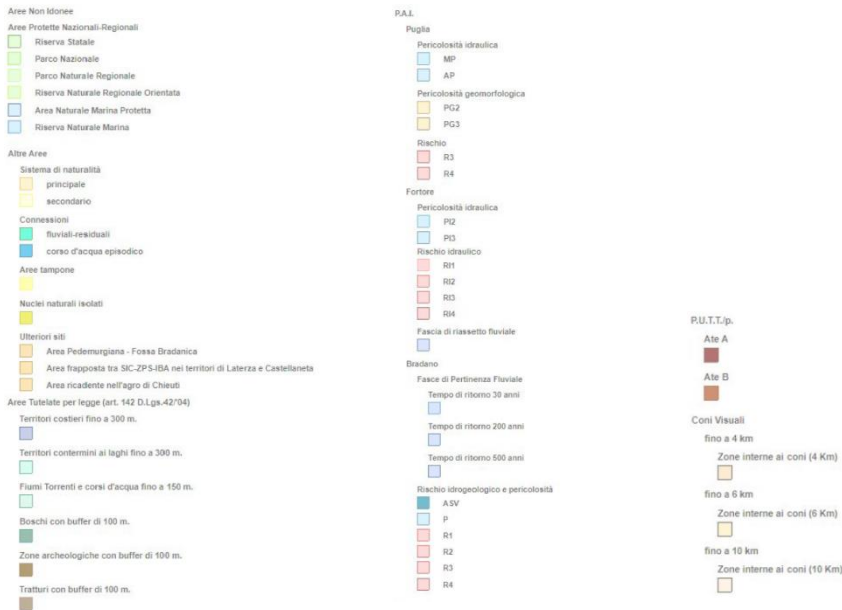 Aree Non Idonee
Aree Protette Nazionali-Regionali
Riserva Statale
Parco Nazionale
Parco Naturale Regionale
Riserva Naturale Regionale Orientata
Area Naturale Marina Protetta
Riserva Naturale Marina
Altre Aree
Sistema di naturalità
principale
secondario
Connessioni
fluviali-residuali
corso d'acqua episodico
Aree tampone
Nuclei naturali isolati
Ulteriori siti
Area Pedemurgiana - Fossa Bradanica
Area frapposta tra SIC-ZPS-IBA nei territori di Laterza e Castellaneta
Area ricadente nell'agro di Chieuti
Aree Tutelate per legge (art. 142 D.Lgs.42/'04)
Territori costieri fino a 300 m.
Territori contermini ai laghi fino a 300 m.
Fiumi Torrenti e corsi d'acqua fino a 150 m.
Boschi con buffer di 100 m.
Zone archeologiche con buffer di 100 m.
Tratturi con buffer di 100 m.
P.A.I.
Puglia
Pericolosità idraulica
MP
AP
Pericolosità geomorfologica
PG2
PG3
Rischio
R3
R4
Fortore
Pericolosità idraulica
PI2
PI3
Rischio idraulico
RI1
RI2
RI3
RI4
Fascia di riassetto fluviale
Bradano
Fasce di Pertinenza Fluviale
Tempo di ritorno 30 anni
Tempo di ritorno 200 anni
Tempo di ritorno 500 anni
Rischio idrogeologico e pericolosità
ASV
P
R1
R2
R3
R4
P.U.T.T./p.
Ate A
Ate B
Coni Visuali
fino a 4 km
Zone interne ai coni (4 Km)
fino a 6 km
Zone interne ai coni (6 Km)
fino a 10 km
Zone interne ai coni (10 Km)